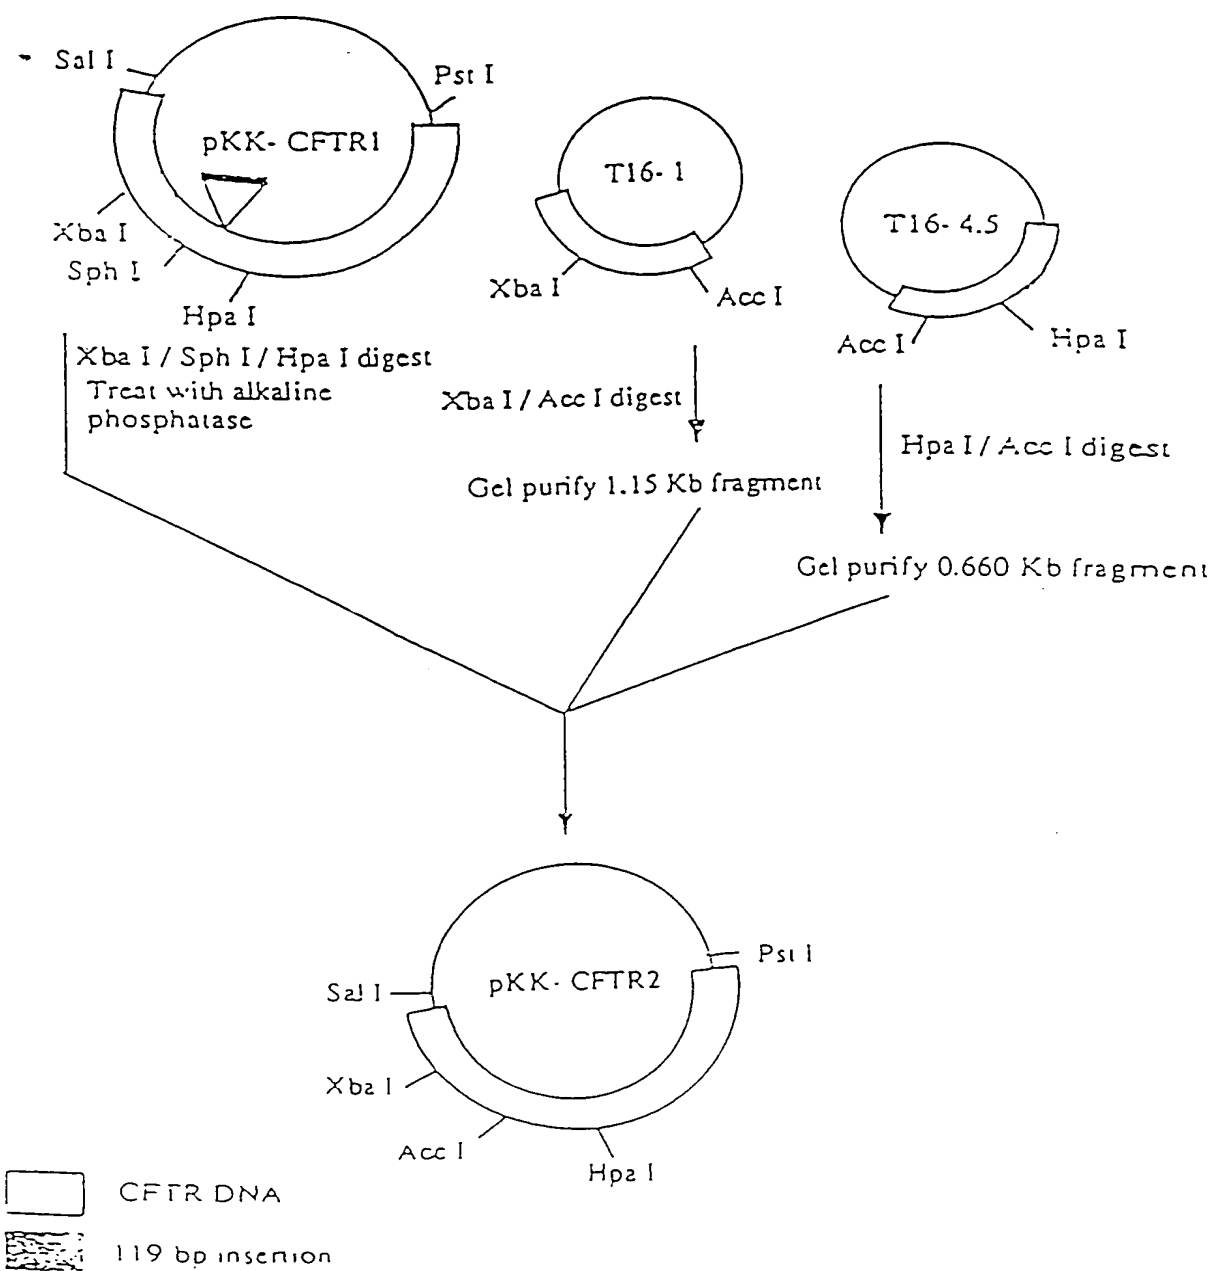 Sal I
Pst I
pKK- CFTR1
Xba I
Sph I
Hpa I
T16- 1
Xba I
Acc I
T16- 4.5
Acc I
Hpa I
Xba I / Sph I / Hpa I digest
Treat with alkaline
phosphatase
Xba I / Acc I digest
Hpa I / Acc I digest
Gel purify 1.15 Kb fragment
Gel purify 0.660 Kb fragment
Pst I
pKK- CFTR2
Sal I
Xba I
Acc I
Hpa I
CFTR DNA
119 bp insertion